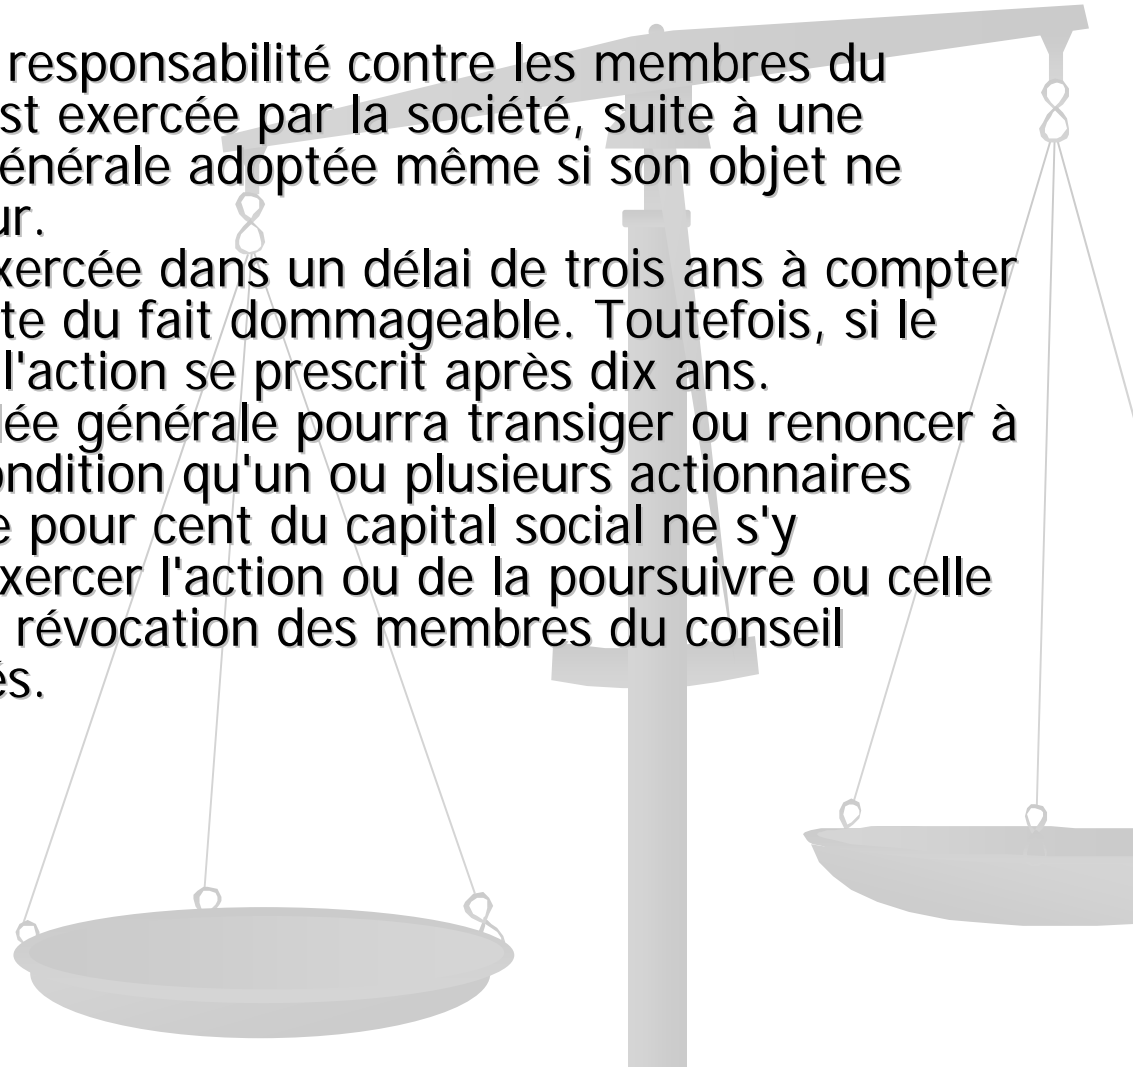 responsabilité contre les membres du
st exercée par la société, suite à une
énérale adoptée même si son objet ne
ur.
xercée dans un délai de trois ans à compter
te du fait dommageable. Toutefois, si le
l'action se prescrit après dix ans.
lée générale pourra transiger ou renoncer à
ondition qu'un ou plusieurs actionnaires
e pour cent du capital social ne s'y
xercer l'action ou de la poursuivre ou celle
révocation des membres du conseil
és.